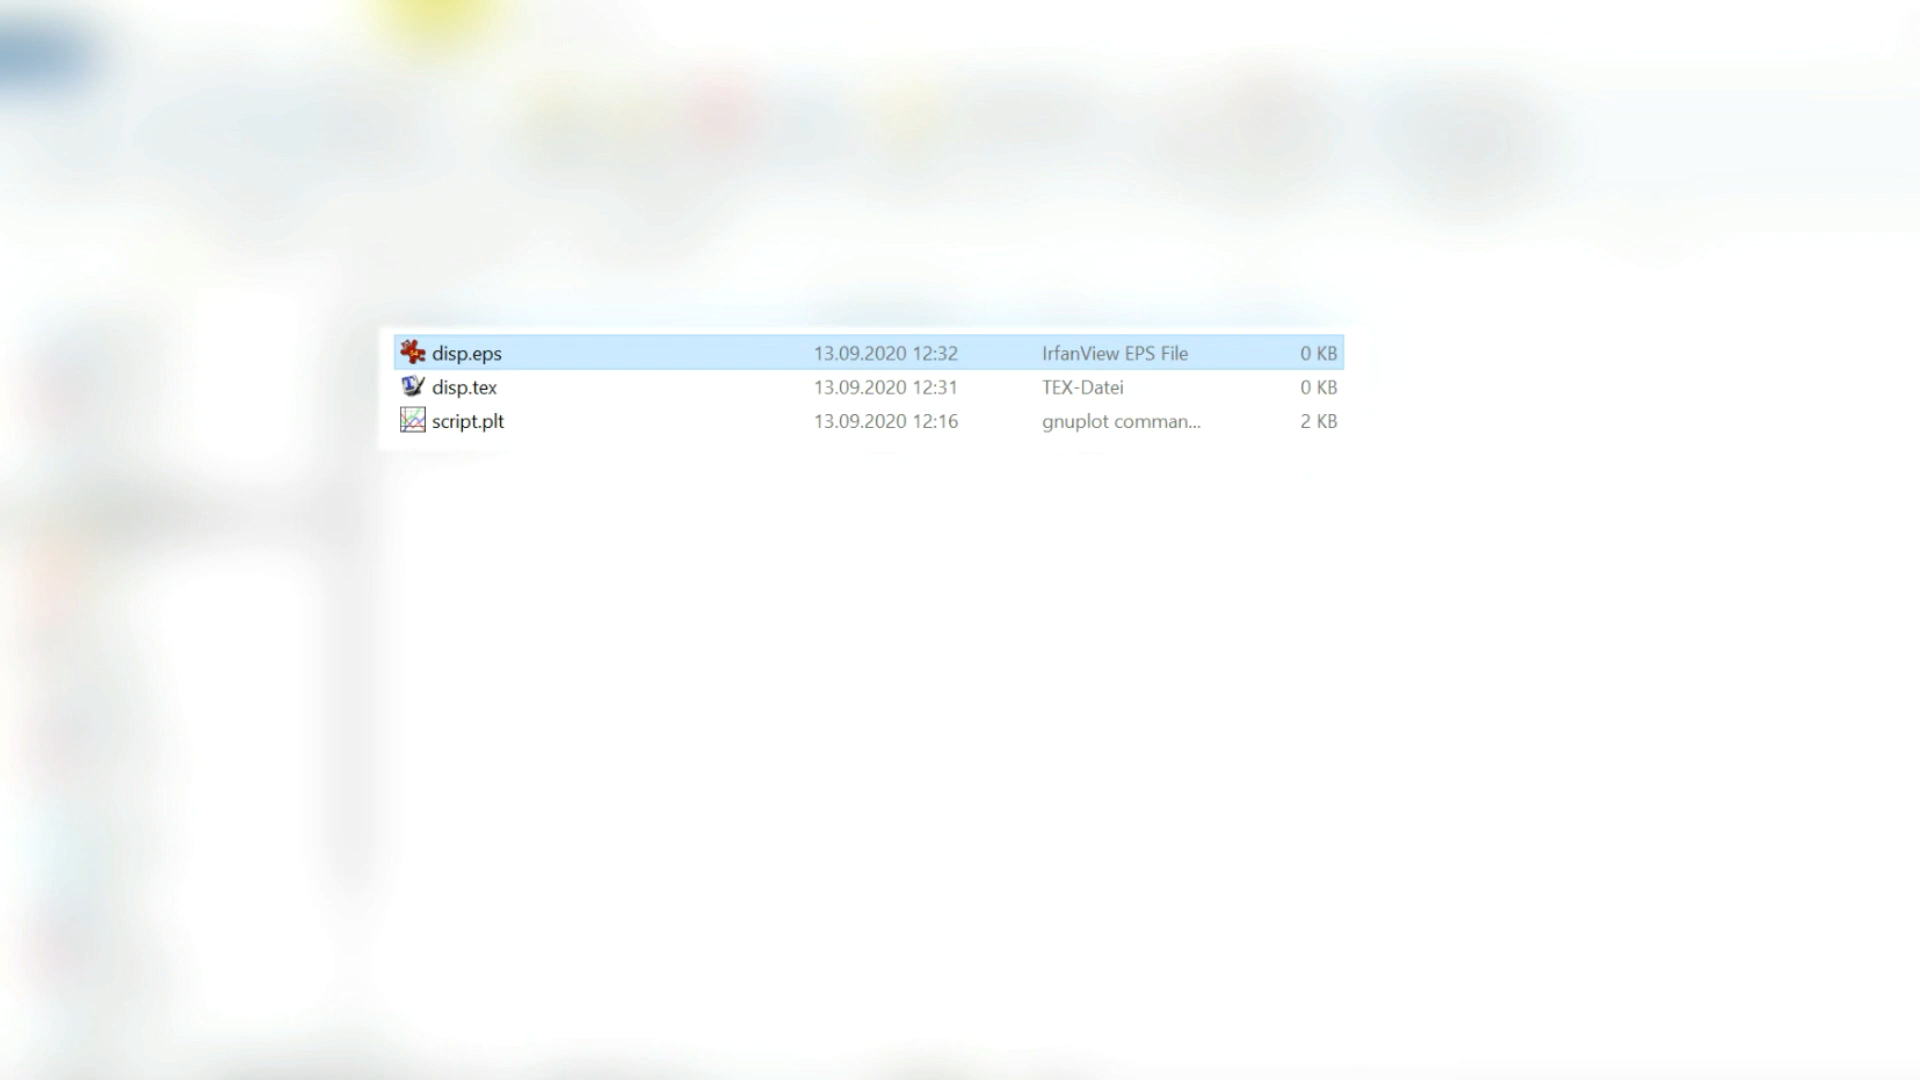 disp.eps 13.09.2020 12:32 IrfanView EPS File 0 KB
disp.tex 13.09.2020 12:31 TEX-Datei 0 KB
script.plt 13.09.2020 12:16 gnuplot comman... 2 KB